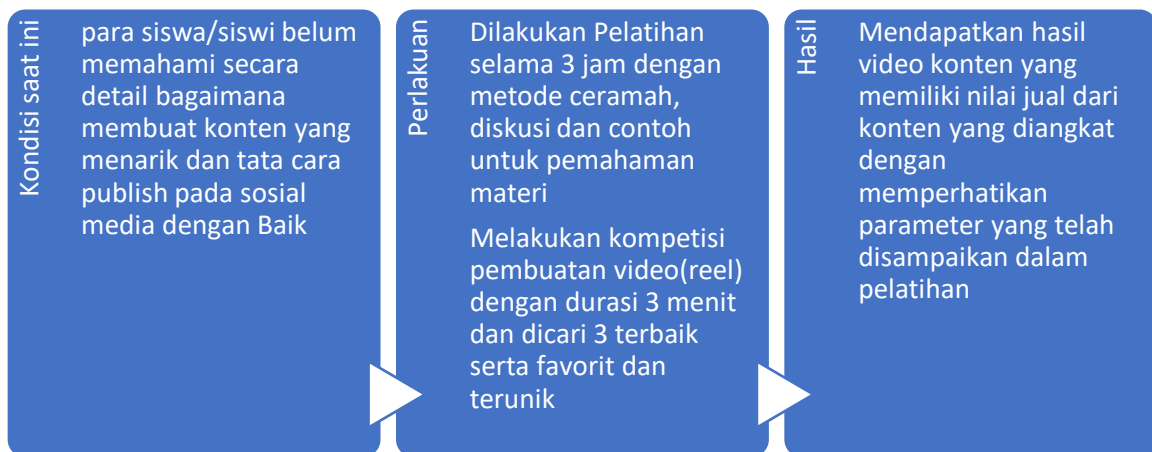 Kondisi saat ini
para siswa/siswi belum
memahami secara
detail bagaimana
membuat konten yang
menarik dan tata cara
publish pada sosial
media dengan Baik
Perlakuan
Dilakukan Pelatihan
selama 3 jam dengan
metode ceramah,
diskusi dan contoh
untuk pemahaman
materi
Melakukan kompetisi
pembuatan video(reel)
dengan durasi 3 menit
dan dicari 3 terbaik
serta favorit dan
terunik
Hasil
Mendapatkan hasil
video konten yang
memiliki nilai jual dari
konten yang diangkat
dengan
memperhatikan
parameter yang telah
disampaikan dalam
pelatihan